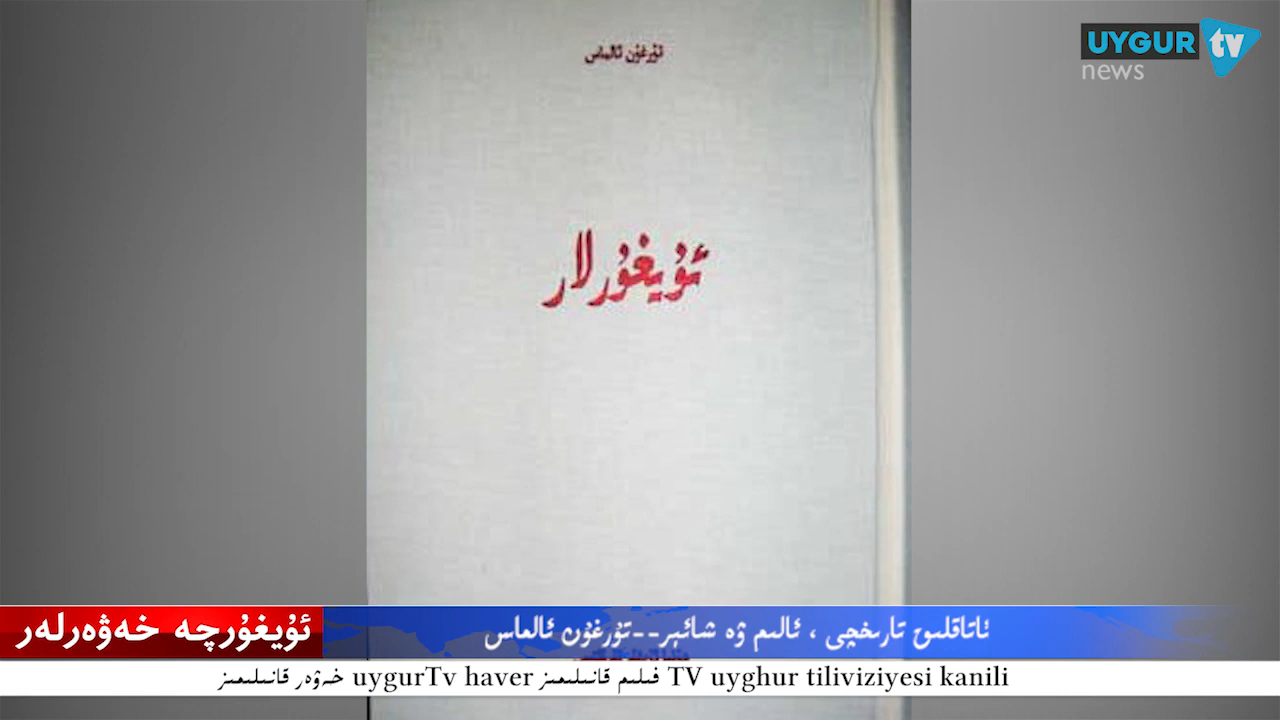 تۇرغۇن ئالماس
UYGUR tv
news
ئۇيغۇرلار
ئاتاقلىق تارىخچى ، ئالىم ۋە شائىر--تۇرغۇن ئالماس
ئۇيغۇرچە خەۋەرلەر
خەۋەر قانىلىمىز uygurTv haver فىلىم قانىلىمىز TV uyghur tiliviziyesi kanili